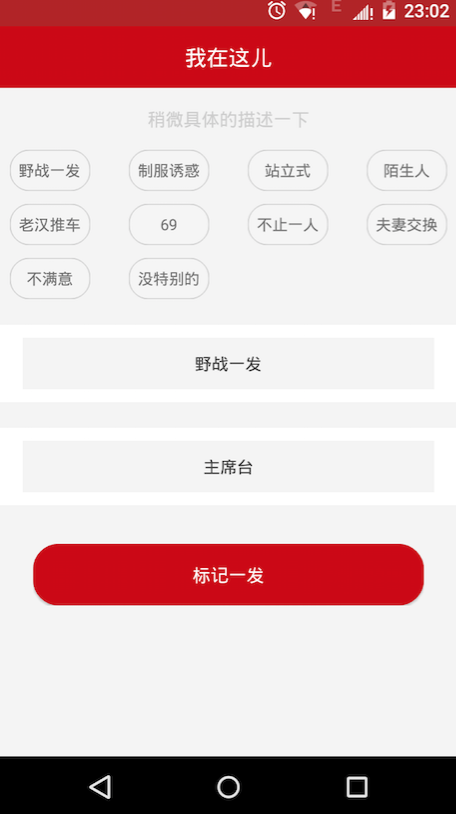 E 23:02
我在这儿
稍微具体的描述一下
野战一发 制服诱惑 站立式 陌生人
老汉推车 69 不止一人 夫妻交换
不满意 没特别的
野战一发
主席台
标记一发